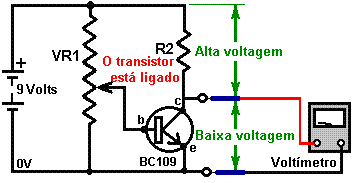 +
VR1
R2
Alta voltagem
O transistor
está ligado
9 Volts
c
b
Baixa voltagem
e
0V
BC109
Voltímetro